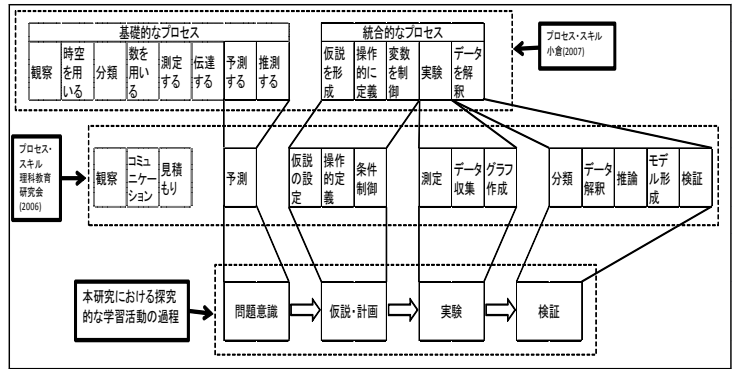 基礎的なプロセス
統合的なプロセス
観察
時空
を用
いる
分類
数を
用い
る
測定
する
伝達
する
予測
する
推測
する
仮説
を形
成
操作
的に
定義
変数
を制
御
実験
データ
を解
釈
プロセス・スキル
小倉(2007)
プロセス・
スキル
理科教育
研究会
(2006)
観察
コミュ
ニケー
ション
見積
もり
予測
仮説
の設
定
操作
的定
義
条件
制御
測定
データ
収集
グラフ
作成
分類
データ
解釈
推論
モデ
ル形
成
検証
本研究における探究
的な学習活動の過程
問題意識
仮説・計画
実験
検証